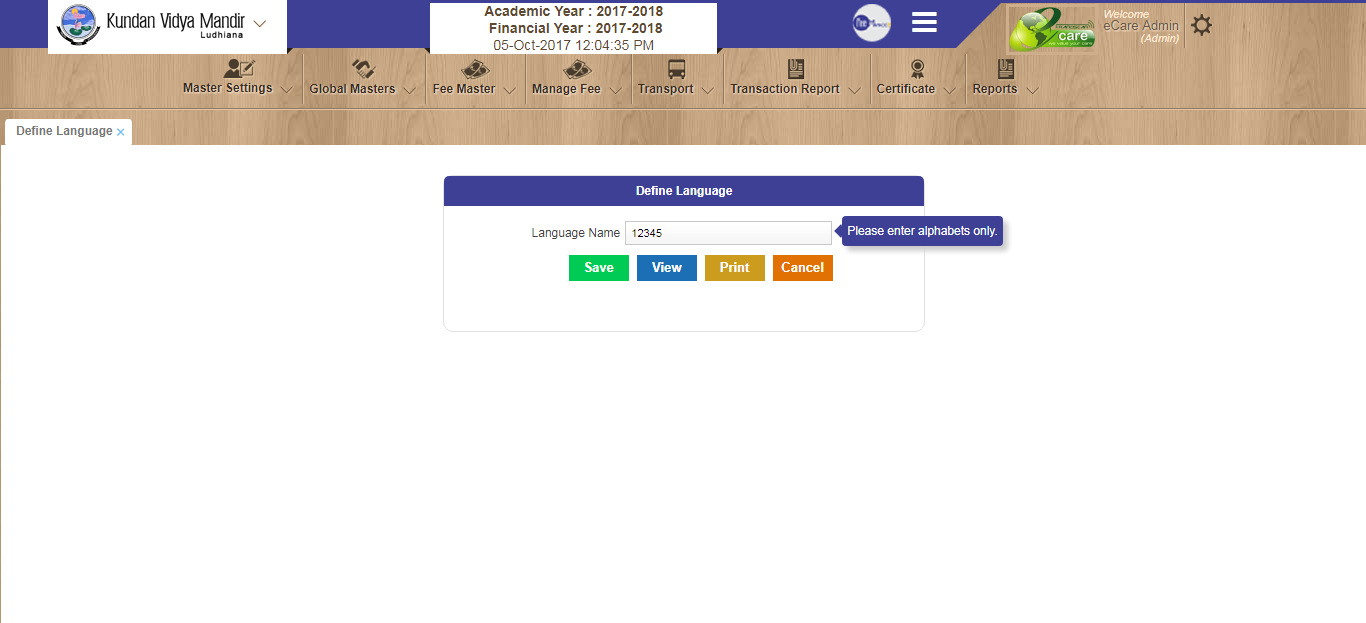 Kundan Vidya Mandir
Ludhiana
Academic Year : 2017-2018
Financial Year : 2017-2018
05-Oct-2017 12:04:35 PM
care
Welcome
eCare Admin
(Admin)
Master Settings
Global Masters
Fee Master
Manage Fee
Transport
Transaction Report
Certificate
Reports
Define Language ×
Define Language
Language Name 12345 Please enter alphabets only.
Save View Print Cancel